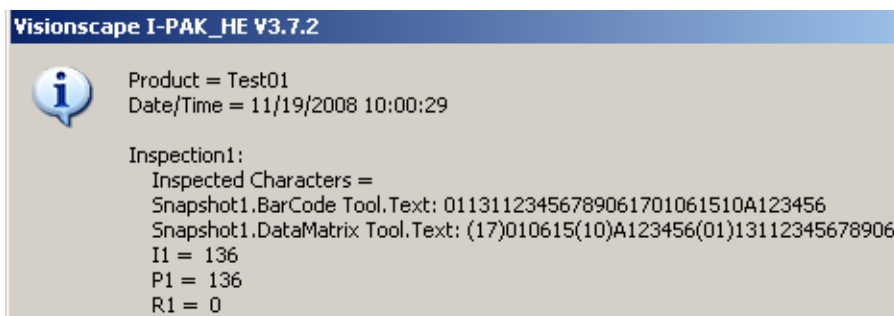 Visionscape I-PAK_HE V3.7.2
Product = Test01
Date/Time = 11/19/2008 10:00:29
Inspection1:
Inspected Characters =
Snapshot1.BarCode Tool.Text: 01131123456789061701061510A123456
Snapshot1.DataMatrix Tool.Text: (17)010615(10)A123456(01)13112345678906
I1 = 136
P1 = 136
R1 = 0